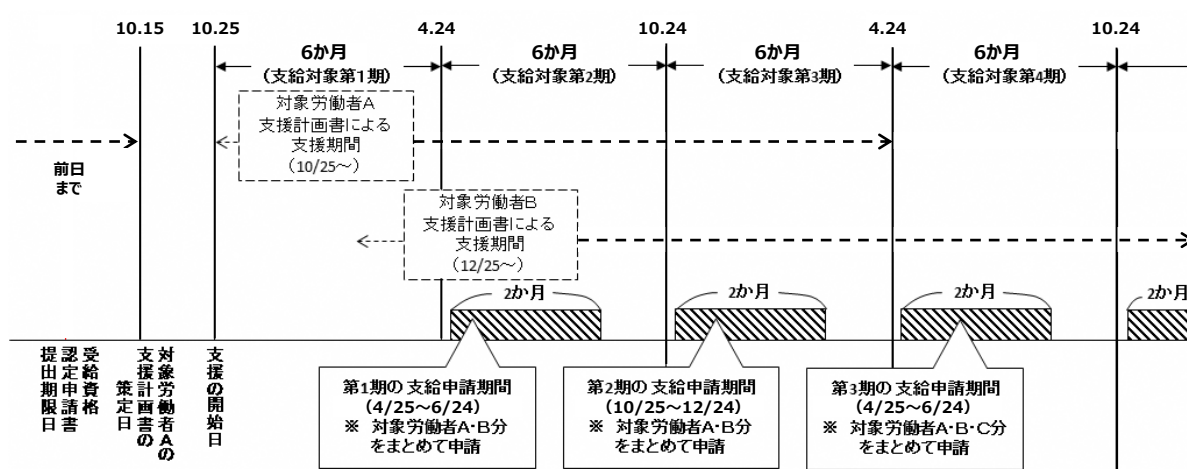 10.15
10.25
4.24
10.24
4.24
10.24
6か月
(支給対象第1期)
6か月
(支給対象第2期)
6か月
(支給対象第3期)
6か月
(支給対象第4期)
対象労働者A
支援計画書による
支援期間
(10/25～)
前日
まで
対象労働者B
支援計画書による
支援期間
(12/25～)
2か月
2か月
2か月
2か月
受給資格
認定申請書
提出期限日
対象労働者Aの
支援計画書の
策定日
支援の開始日
第1期の 支給申請期間
(4/25～6/24)
※ 対象労働者A・B分
をまとめて申請
第2期の 支給申請期間
(10/25～12/24)
※ 対象労働者A・B分
をまとめて申請
第3期の 支給申請期間
(4/25～6/24)
※ 対象労働者A・B・C分
をまとめて申請